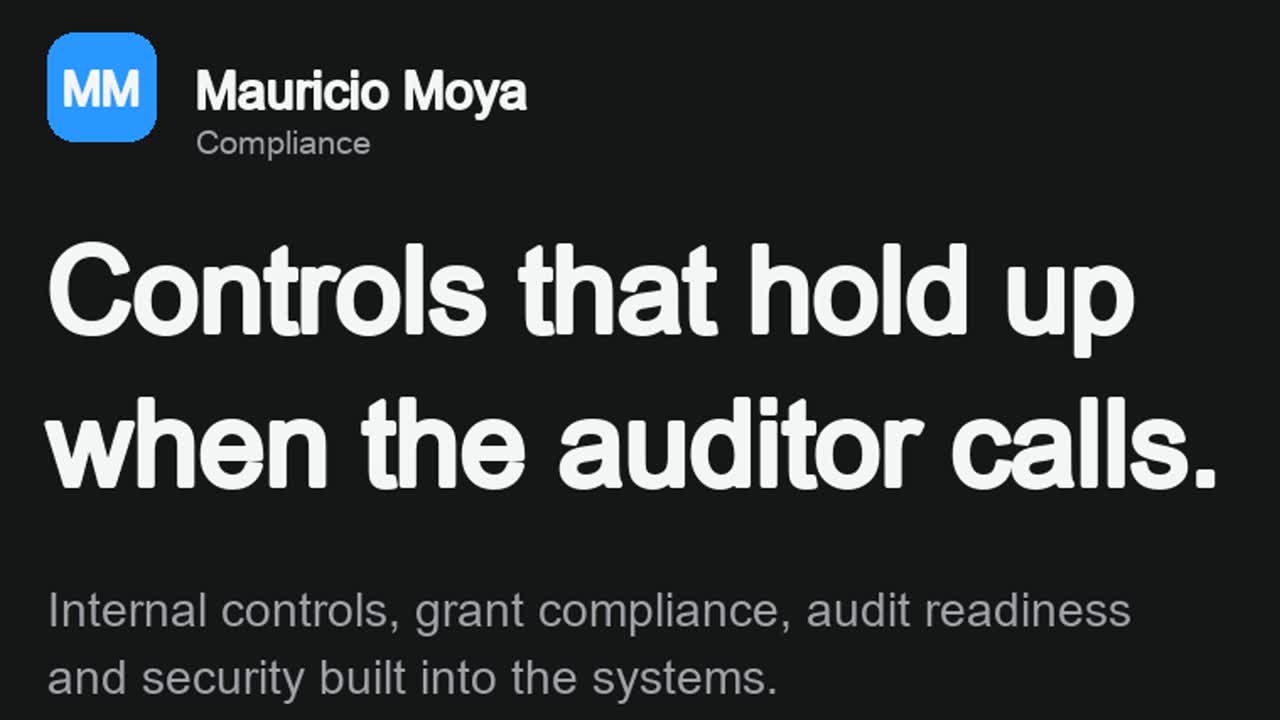 MM
Mauricio Moya
Compliance
Controls that hold up
when the auditor calls.
Internal controls, grant compliance, audit readiness
and security built into the systems.